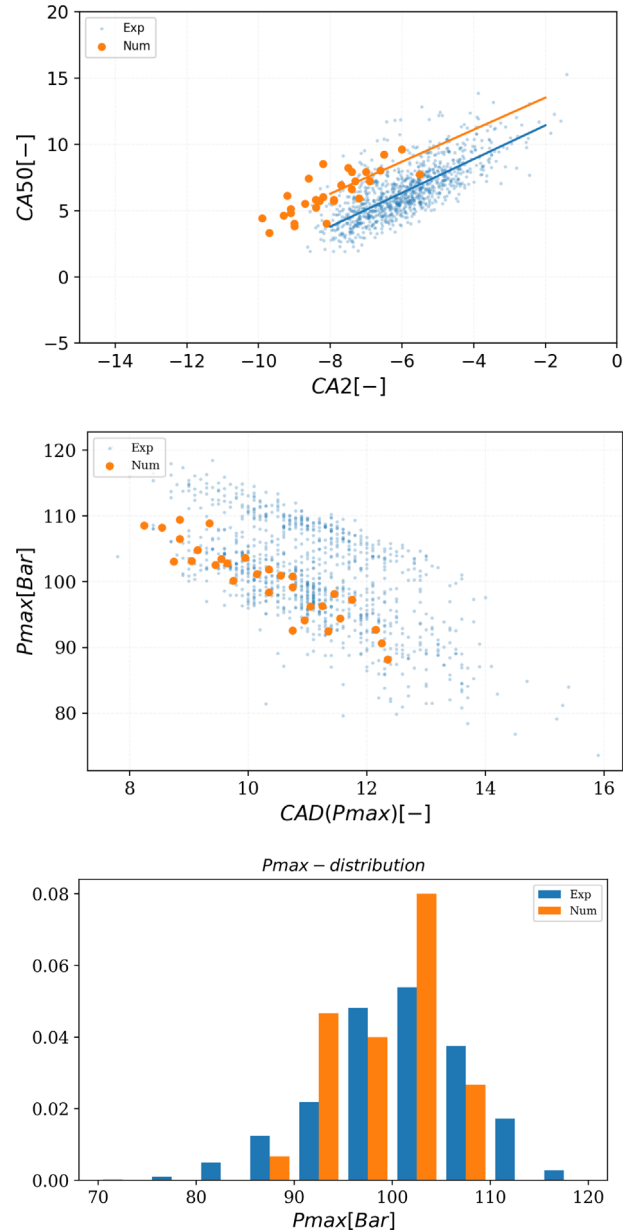 20
15
10
5
0
−5
CA50[−]
Exp
Num
−14
−12
−10
−8
−6
−4
−2
0
CA2[−]
120
110
100
90
80
Pmax[Bar]
Exp
Num
8
10
12
14
16
CAD(Pmax)[−]
Pmax − distribution
0.08
0.06
0.04
0.02
0.00
Exp
Num
70
80
90
100
110
120
Pmax[Bar]